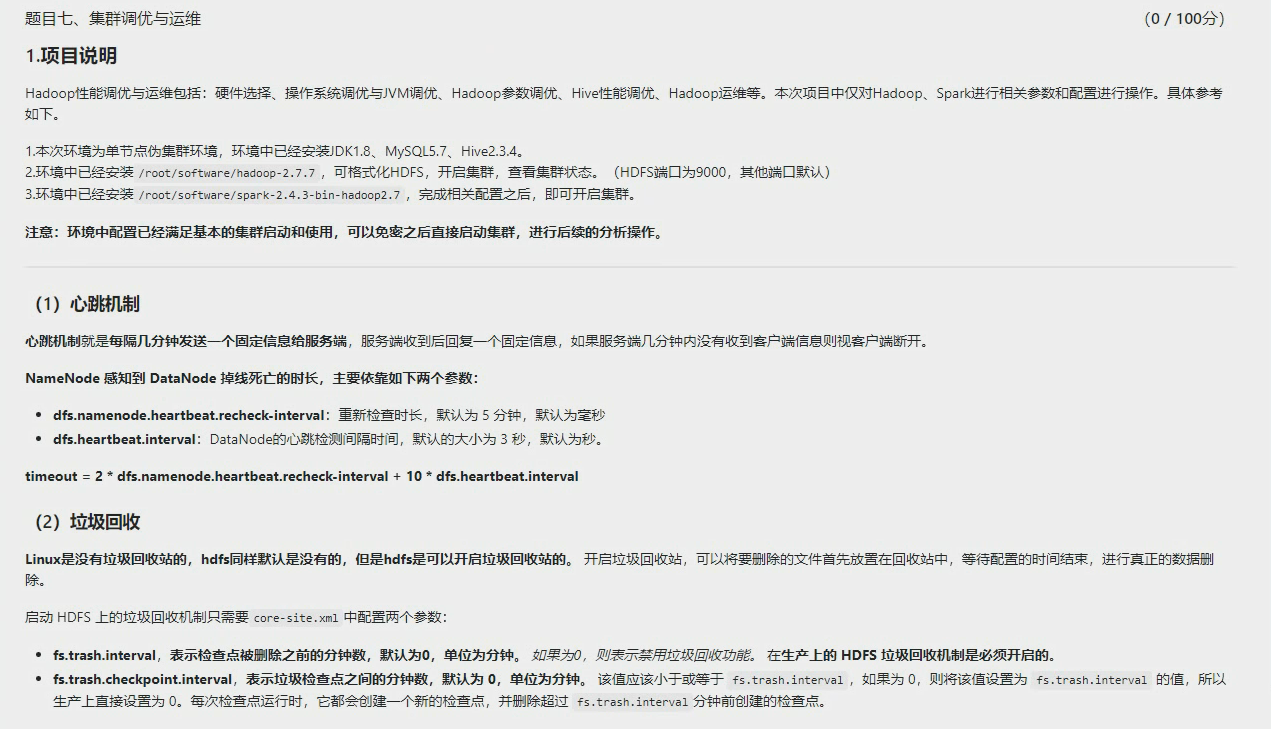 题目七、集群调优与运维
（0 / 100分）
1.项目说明
Hadoop性能调优与运维包括：硬件选择、操作系统调优与JVM调优、Hadoop参数调优、Hive性能调优、Hadoop运维等。本次项目中仅对Hadoop、Spark进行相关参数和配置进行操作。具体参考
如下。
1.本次环境为单节点伪集群环境，环境中已经安装JDK1.8、MySQL5.7、Hive2.3.4。
2.环境中已经安装 /root/software/hadoop-2.7.7 ，可格式化HDFS，开启集群，查看集群状态。（HDFS端口为9000，其他端口默认）
3.环境中已经安装 /root/software/spark-2.4.3-bin-hadoop2.7 ，完成相关配置之后，即可开启集群。
注意：环境中配置已经满足基本的集群启动和使用，可以免密之后直接启动集群，进行后续的分析操作。
（1）心跳机制
心跳机制就是每隔几分钟发送一个固定信息给服务端，服务端收到后回复一个固定信息，如果服务端几分钟内没有收到客户端信息则视客户端断开。
NameNode 感知到 DataNode 掉线死亡的时长，主要依靠如下两个参数：
• dfs.namenode.heartbeat.recheck-interval：重新检查时长，默认为 5 分钟，默认为毫秒
• dfs.heartbeat.interval：DataNode的心跳检测间隔时间，默认的大小为 3 秒，默认为秒。
timeout = 2 * dfs.namenode.heartbeat.recheck-interval + 10 * dfs.heartbeat.interval
（2）垃圾回收
Linux是没有垃圾回收站的，hdfs同样默认是没有的，但是hdfs是可以开启垃圾回收站的。 开启垃圾回收站，可以将要删除的文件首先放置在回收站中，等待配置的时间结束，进行真正的数据删
除。
启动 HDFS 上的垃圾回收机制只需要 core-site.xml 中配置两个参数：
• fs.trash.interval，表示检查点被删除之前的分钟数，默认为0，单位为分钟。 如果为0，则表示禁用垃圾回收功能。 在生产上的 HDFS 垃圾回收机制是必须开启的。
• fs.trash.checkpoint.interval，表示垃圾检查点之间的分钟数，默认为 0，单位为分钟。 该值应该小于或等于 fs.trash.interval ，如果为 0，则将该值设置为 fs.trash.interval 的值，所以
生产上直接设置为 0。每次检查点运行时，它都会创建一个新的检查点，并删除超过 fs.trash.interval 分钟前创建的检查点。